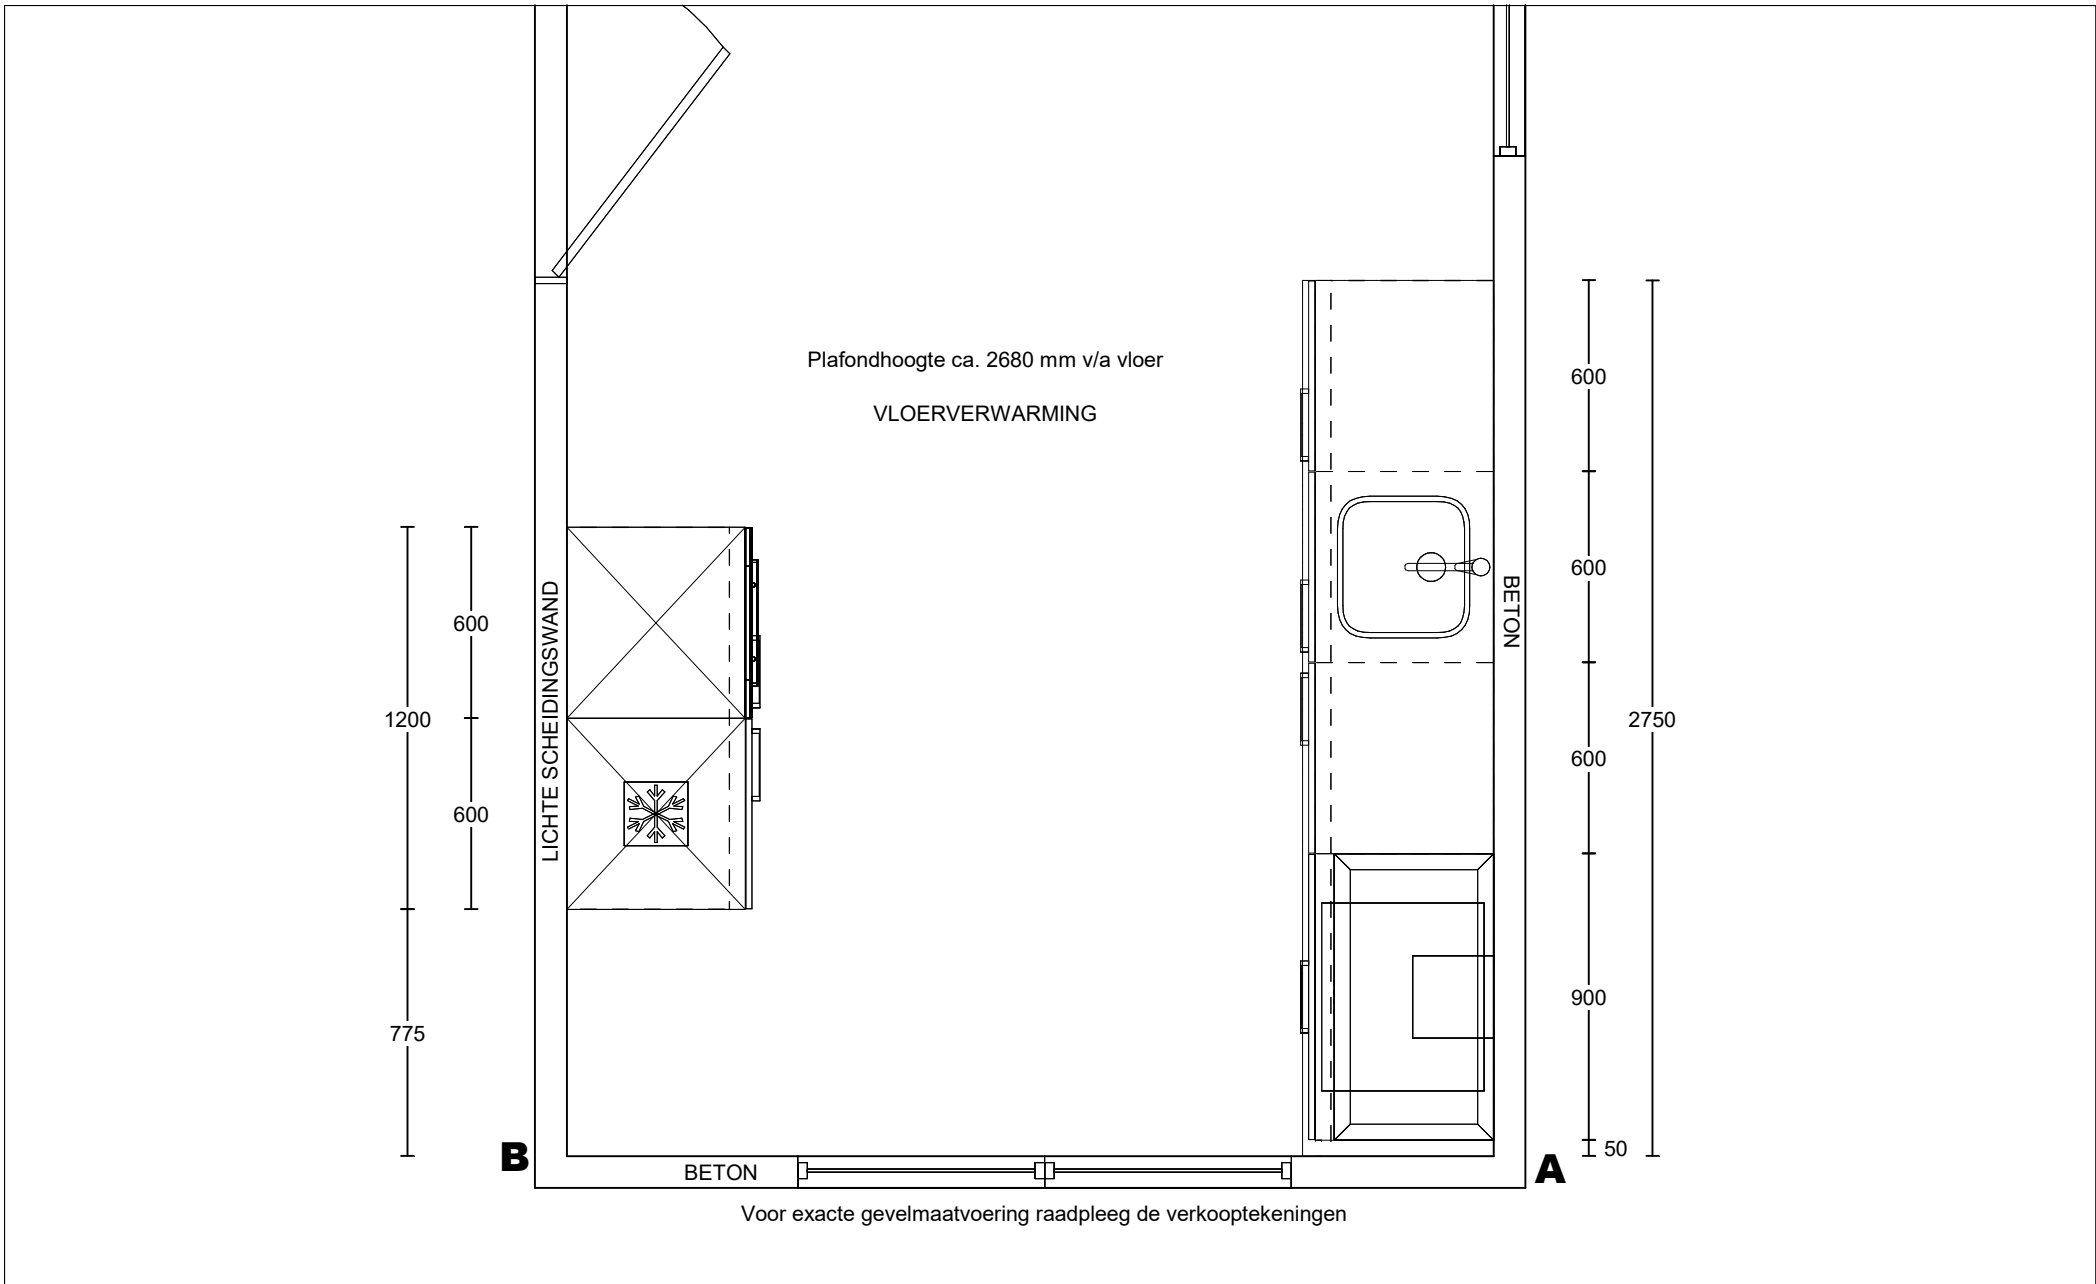 Plafondhoogte ca. 2680 mm v/a vloer
VLOERVERWARMING
600
600
600
900
50
2750
BETON
600
600
1200
775
LICHTE SCHEIDINGSWAND
B
BETON
A
Voor exacte gevelmaatvoering raadpleeg de verkooptekeningen